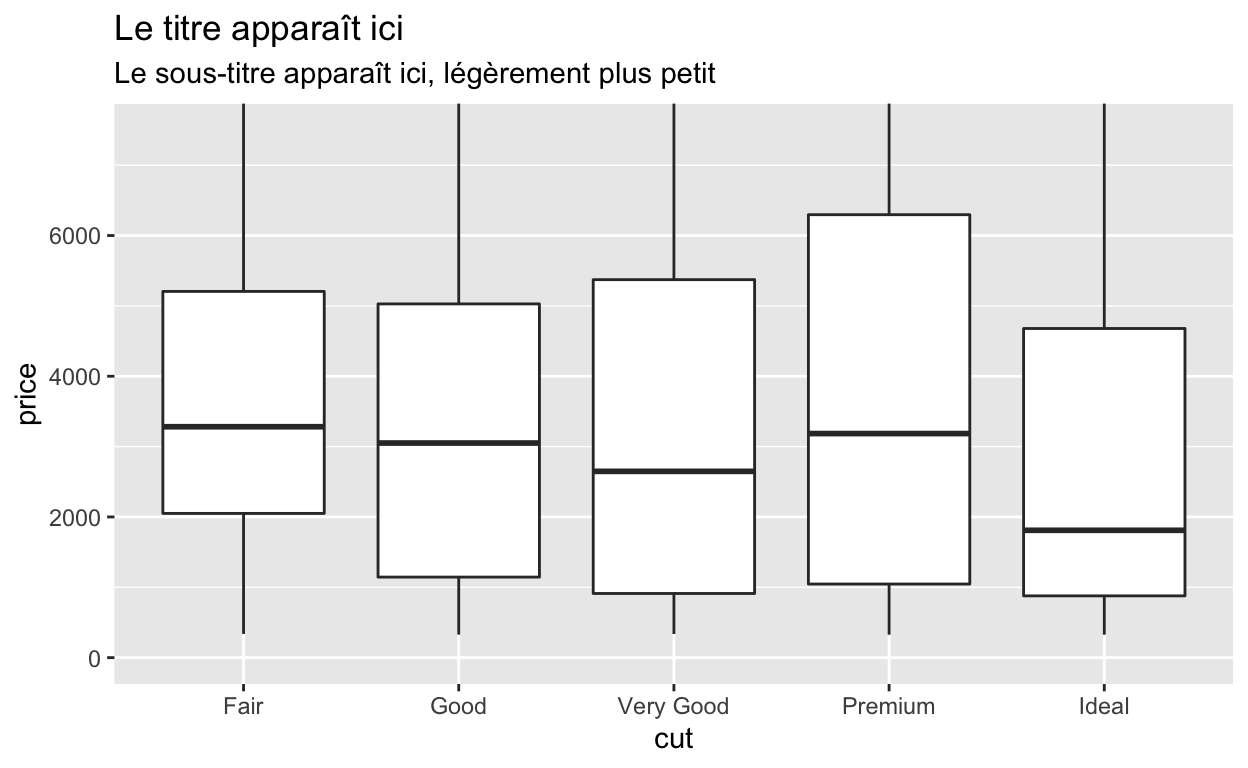 Le titre apparaît ici
Le sous-titre apparaît ici, légèrement plus petit
6000
4000
2000
0
price
Fair Good Very Good Premium Ideal
cut